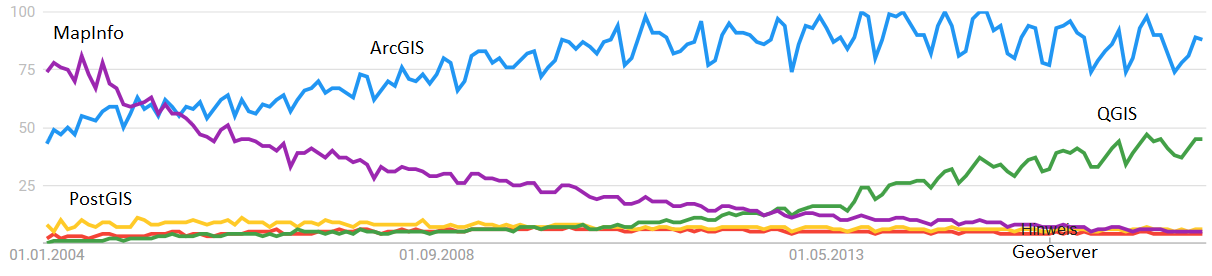 100
MapInfo
ArcGIS
75
50
QGIS
25
PostGIS
Hinweis
01.01.2004
01.09.2008
01.05.2013
GeoServer